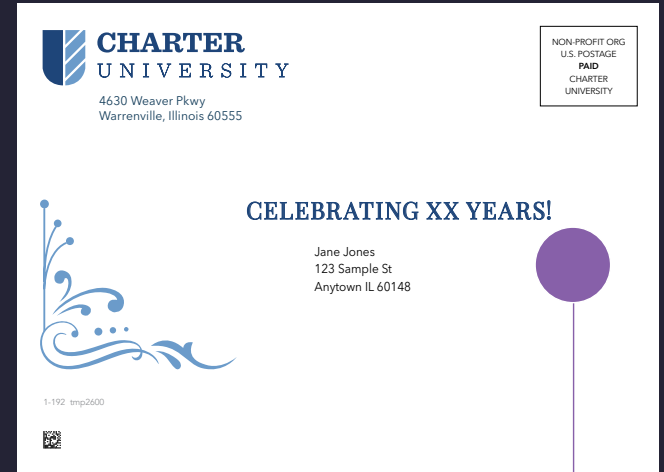 CHARTER
UNIVERSITY
4630 Weaver Pkwy
Warrenville, Illinois 60555
NON-PROFIT ORG
U.S. POSTAGE
PAID
CHARTER
UNIVERSITY
CELEBRATING XX YEARS!
Jane Jones
123 Sample St
Anytown IL 60148
1-192 tmp2600